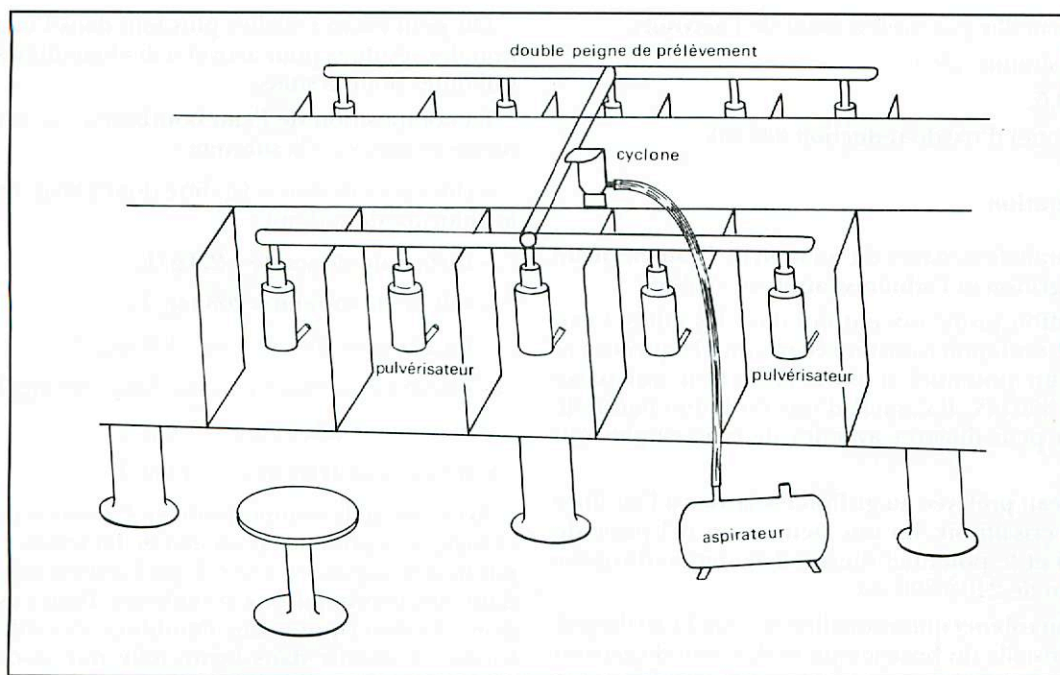 double peigne de prélèvement
cyclone
pulvérisateur
pulvérisateur
aspirateur